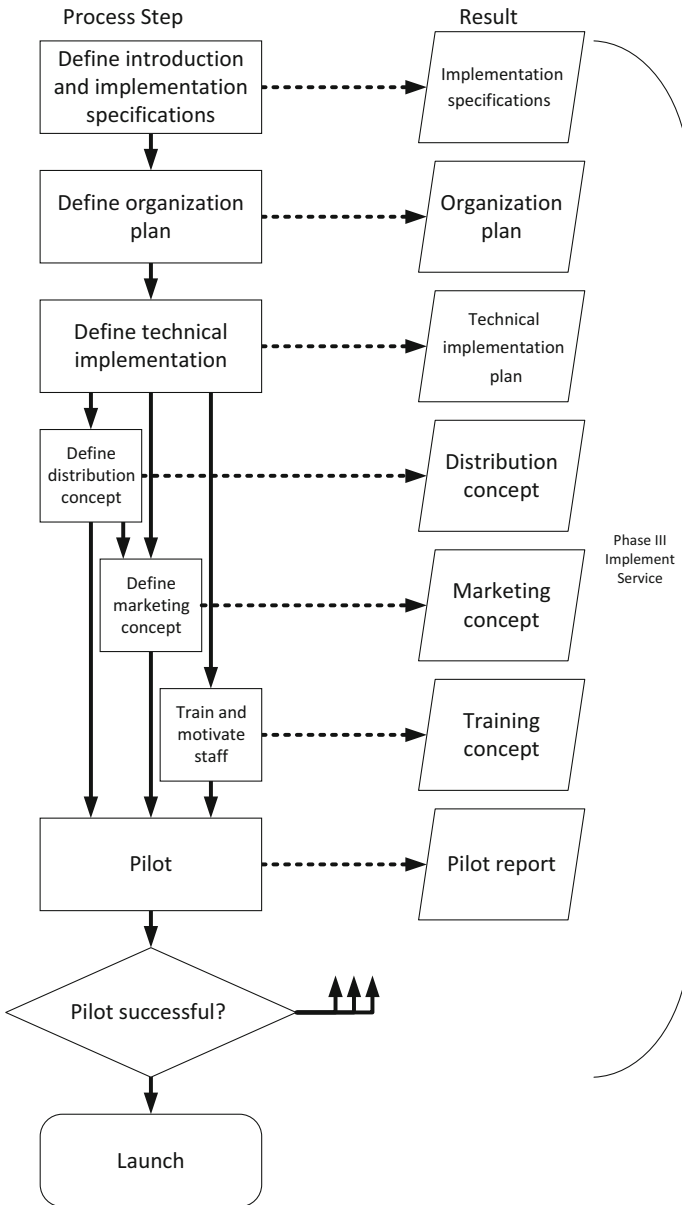 Process Step
Result
Define introduction
and implementation
specifications
Implementation
specifications
Define organization
plan
Organization
plan
Define technical
implementation
Technical
implementation
plan
Define
distribution
concept
Distribution
concept
Phase III
Implement
Service
Define
marketing
concept
Marketing
concept
Train and
motivate
staff
Training
concept
Pilot
Pilot report
Pilot successful?
Launch